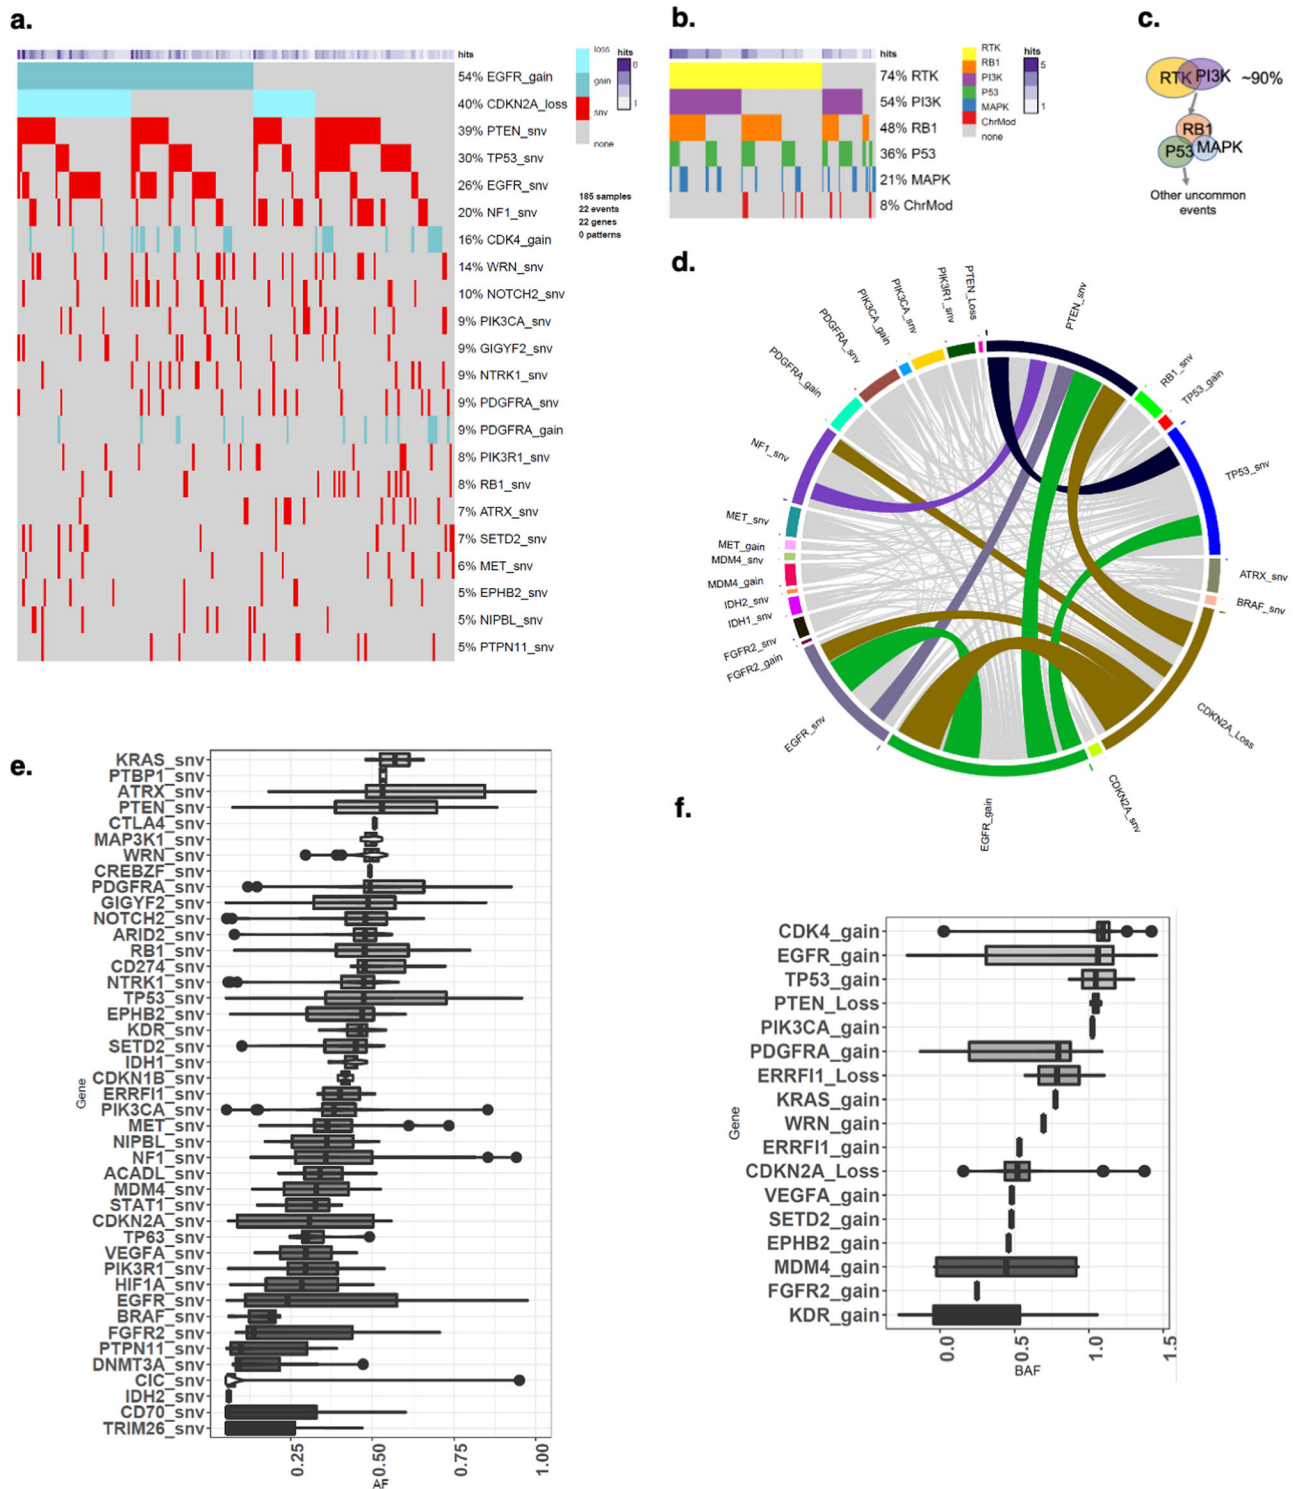 a.
hits
54% EGFR_gain
40% CDKN2A_loss
39% PTEN_snv
30% TP53_snv
26% EGFR_snv
20% NF1_snv
16% CDK4_gain
14% WRN_snv
10% NOTCH2_snv
9% PIK3CA_snv
9% GIGYF2_snv
9% NTRK1_snv
9% PDGFRA_snv
9% PDGFRA_gain
8% PIK3R1_snv
8% RB1_snv
7% ATRX_snv
7% SETD2_snv
6% MET_snv
5% EPHB2_snv
5% NIPBL_snv
5% PTPN11_snv
loss
gain
snv
none
hits
0
1
185 samples
22 events
22 genes
0 patterns
b.
hits
74% RTK
54% PI3K
48% RB1
36% P53
21% MAPK
8% ChrMod
RTK
RB1
PI3K
P53
MAPK
ChrMod
none
hits
5
1
c.
RTK PI3K ~90%
RB1
P53 MAPK
Other uncommon
events
d.
PTEN_snv
RB1_snv
TP53_gain
TP53_snv
ATRX_snv
BRAF_snv
CDKN2A_Loss
CDKN2A_snv
EGFR_gain
EGFR_snv
FGFR2_gain
FGFR2_snv
IDH1_snv
IDH2_snv
MDM4_gain
MDM4_snv
MET_gain
MET_snv
NF1_snv
PDGFRA_gain
PDGFRA_snv
PIK3CA_gain
PIK3CA_snv
PIK3R1_snv
PTEN_Loss
e.
KRAS_snv
PTBP1_snv
ATRX_snv
PTEN_snv
CTLA4_snv
MAP3K1_snv
WRN_snv
CREBZF_snv
PDGFRA_snv
GIGYF2_snv
NOTCH2_snv
ARID2_snv
RB1_snv
CD274_snv
NTRK1_snv
TP53_snv
EPHB2_snv
KDR_snv
SETD2_snv
IDH1_snv
CDKN1B_snv
ERRFI1_snv
PIK3CA_snv
MET_snv
NIPBL_snv
NF1_snv
ACADL_snv
MDM4_snv
STAT1_snv
CDKN2A_snv
TP63_snv
VEGFA_snv
PIK3R1_snv
HIF1A_snv
EGFR_snv
BRAF_snv
FGFR2_snv
PTPN11_snv
DNMT3A_snv
CIC_snv
IDH2_snv
CD70_snv
TRIM26_snv
Gene
0.25
0.50
0.75
1.00
AF
f.
CDK4_gain
EGFR_gain
TP53_gain
PTEN_Loss
PIK3CA_gain
PDGFRA_gain
ERRFI1_Loss
KRAS_gain
WRN_gain
ERRFI1_gain
CDKN2A_Loss
VEGFA_gain
SETD2_gain
EPHB2_gain
MDM4_gain
FGFR2_gain
KDR_gain
Gene
0.0
0.5
1.0
1.5
BAF